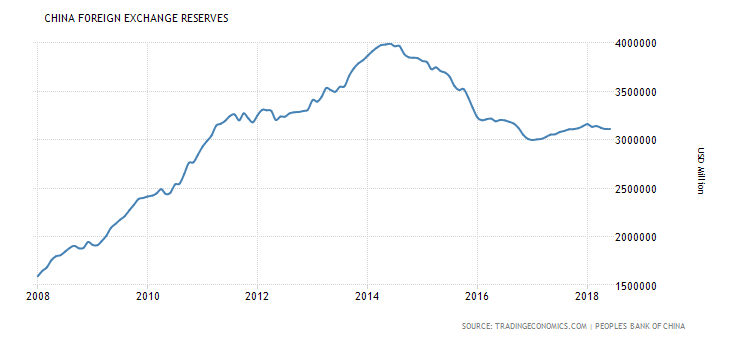 CHINA FOREIGN EXCHANGE RESERVES
4000000
3500000
3000000
2500000
2000000
1500000
USD Million
2008 2010 2012 2014 2016 2018
SOURCE: TRADINGECONOMICS.COM | PEOPLE'S BANK OF CHINA